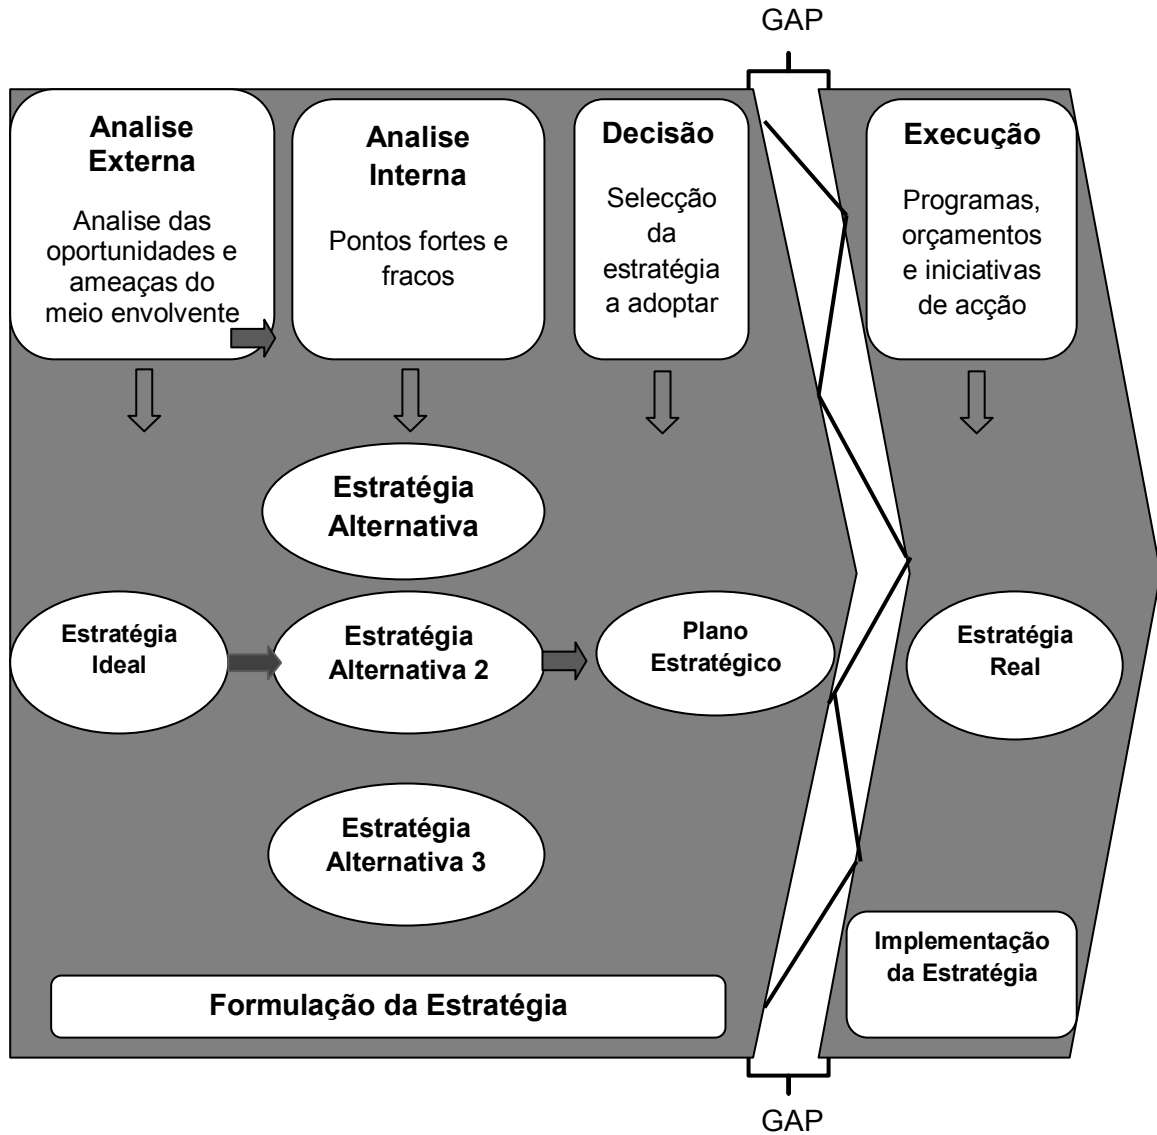 GAP
Analise
Externa
Analise das
oportunidades e
ameaças do
meio envolvente
Analise
Interna
Pontos fortes e
fracos
Decisão
Selecção
da
estratégia
a adoptar
Execução
Programas,
orçamentos
e iniciativas
de acção
Estratégia
Alternativa
Estratégia
Ideal
Estratégia
Alternativa 2
Plano
Estratégico
Estratégia
Real
Estratégia
Alternativa 3
Formulação da Estratégia
Implementação
da Estratégia
GAP